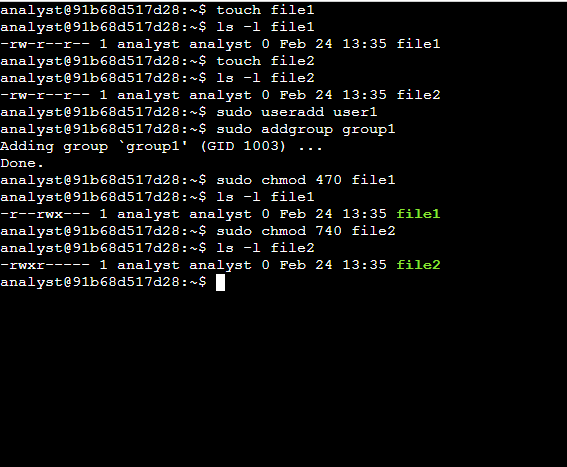 analyst@91b68d517d28:~$ touch file1
analyst@91b68d517d28:~$ ls -l file1
-rw-r--r-- 1 analyst analyst 0 Feb 24 13:35 file1
analyst@91b68d517d28:~$ touch file2
analyst@91b68d517d28:~$ ls -l file2
-rw-r--r-- 1 analyst analyst 0 Feb 24 13:35 file2
analyst@91b68d517d28:~$ sudo useradd user1
analyst@91b68d517d28:~$ sudo addgroup group1
Adding group `group1' (GID 1003) ...
Done.
analyst@91b68d517d28:~$ sudo chmod 470 file1
analyst@91b68d517d28:~$ ls -l file1
-r--rwx--- 1 analyst analyst 0 Feb 24 13:35 file1
analyst@91b68d517d28:~$ sudo chmod 740 file2
analyst@91b68d517d28:~$ ls -l file2
-rwxr----- 1 analyst analyst 0 Feb 24 13:35 file2
analyst@91b68d517d28:~$